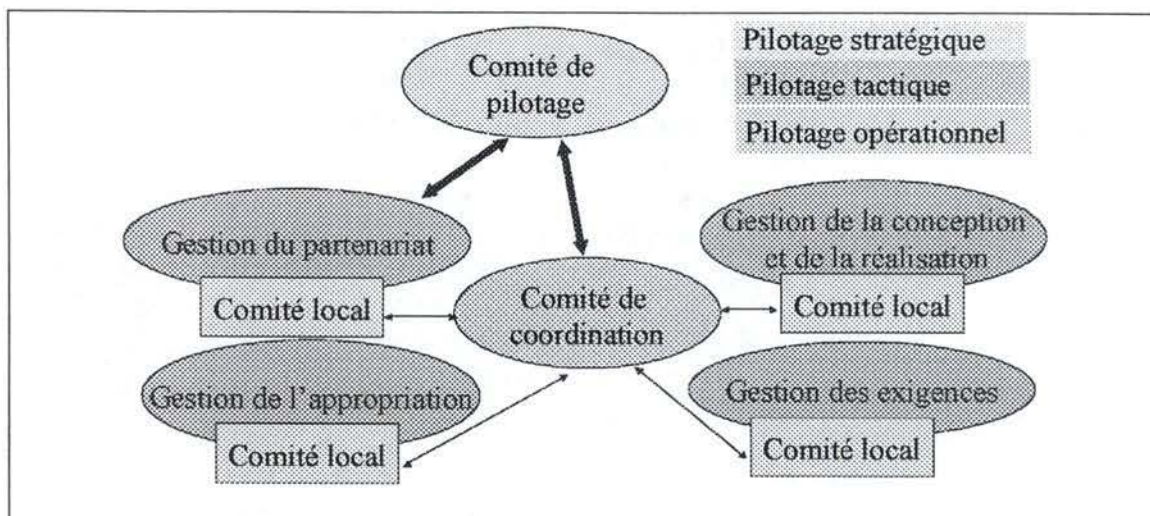 Comité de
pilotage
Pilotage stratégique
Pilotage tactique
Pilotage opérationnel
Gestion du partenariat
Comité local
Gestion de la conception
et de la réalisation
Comité local
Comité de
coordination
Gestion de l'appropriation
Comité local
Gestion des exigences
Comité local